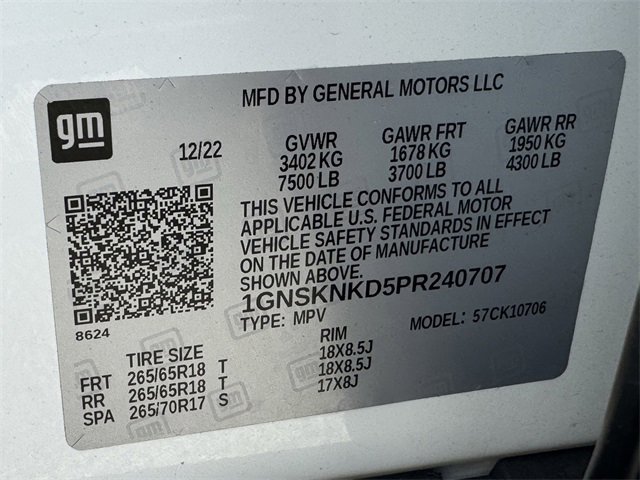 gm
MFD BY GENERAL MOTORS LLC
12/22 GVWR GAWR FRT GAWR RR
3402 KG 1678 KG 1950 KG
7500 LB 3700 LB 4300 LB
THIS VEHICLE CONFORMS TO ALL
APPLICABLE U.S. FEDERAL MOTOR
VEHICLE SAFETY STANDARDS IN EFFECT
ON THE DATE OF MANUFACTURE
SHOWN ABOVE.
1GNSKNKD5PR240707
8624
TYPE: MPV MODEL: 57CK10706
TIRE SIZE RIM
FRT 265/65R18 T 18X8.5J
RR 265/65R18 T 18X8.5J
SPA 265/70R17 S 17X8J